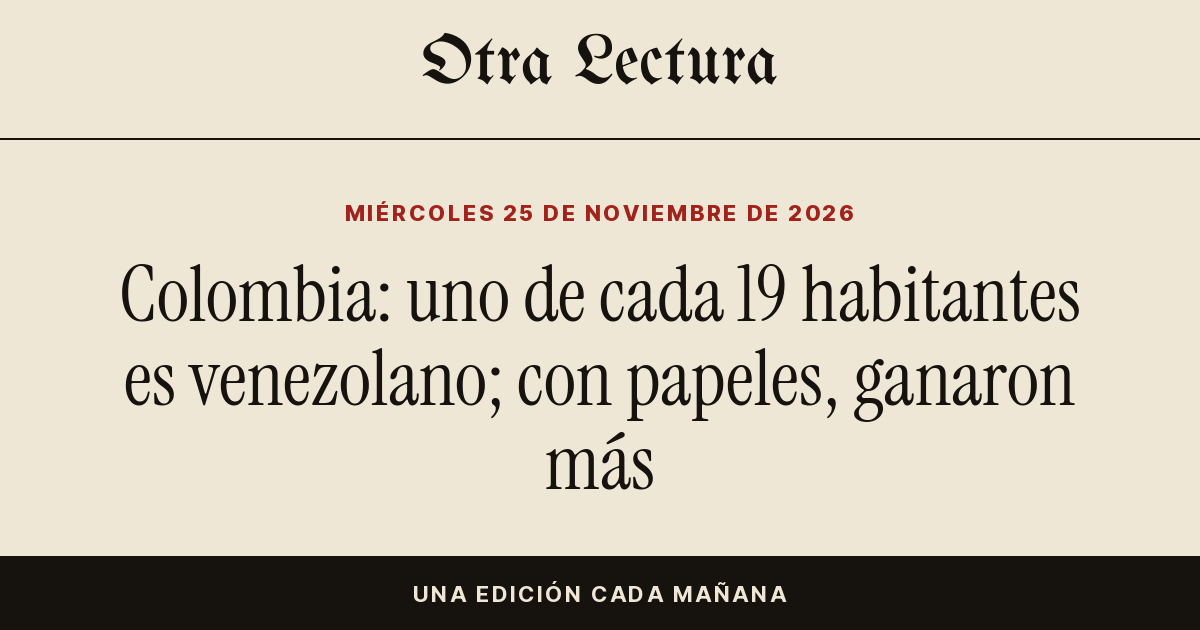 Otra Lectura
MIÉRCOLES 25 DE NOVIEMBRE DE 2026
Colombia: uno de cada 19 habitantes
es venezolano; con papeles, ganaron
más
UNA EDICIÓN CADA MAÑANA